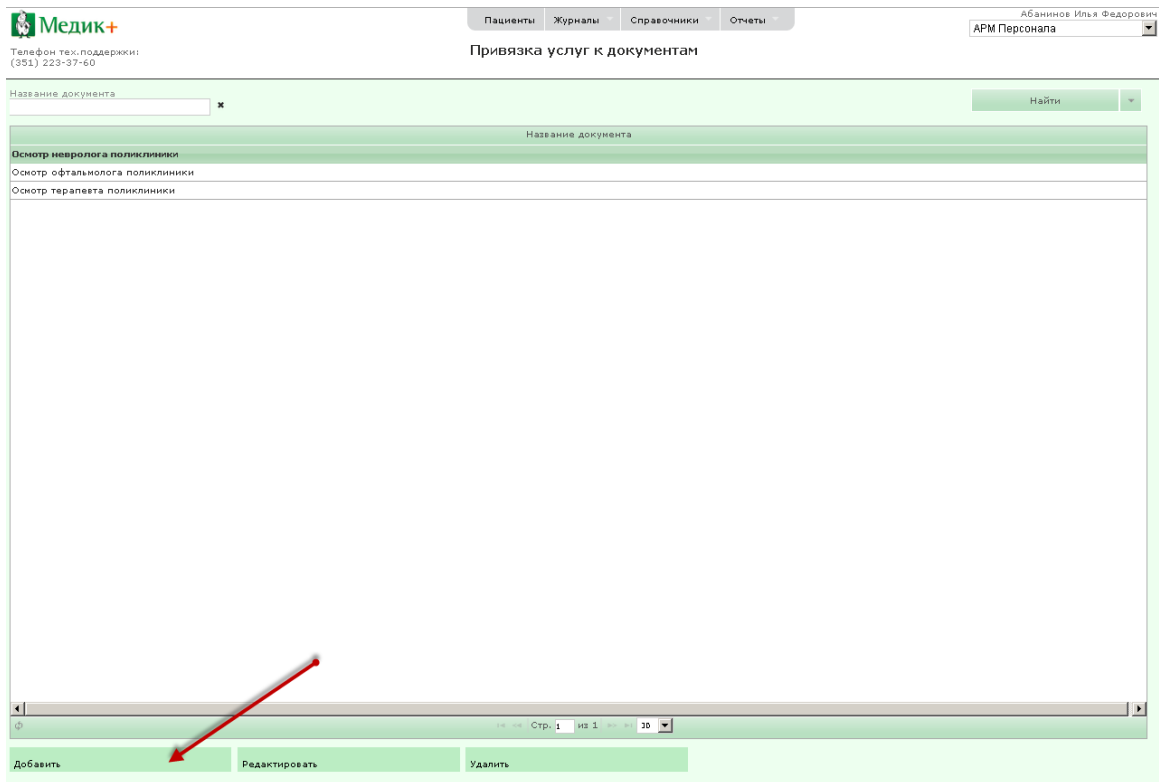 Медик+
Пациенты Журналы Справочники Отчеты
Абанинов Илья Федорович
АРМ Персонала
Телефон тех.поддержки:
(351) 223-37-60
Привязка услуг к документам
Название документа
Найти
Название документа
Осмотр невролога поликлиники
Осмотр офтальмолога поликлиники
Осмотр терапевта поликлиники
Стр. 1 из 1 30
Добавить Редактировать Удалить